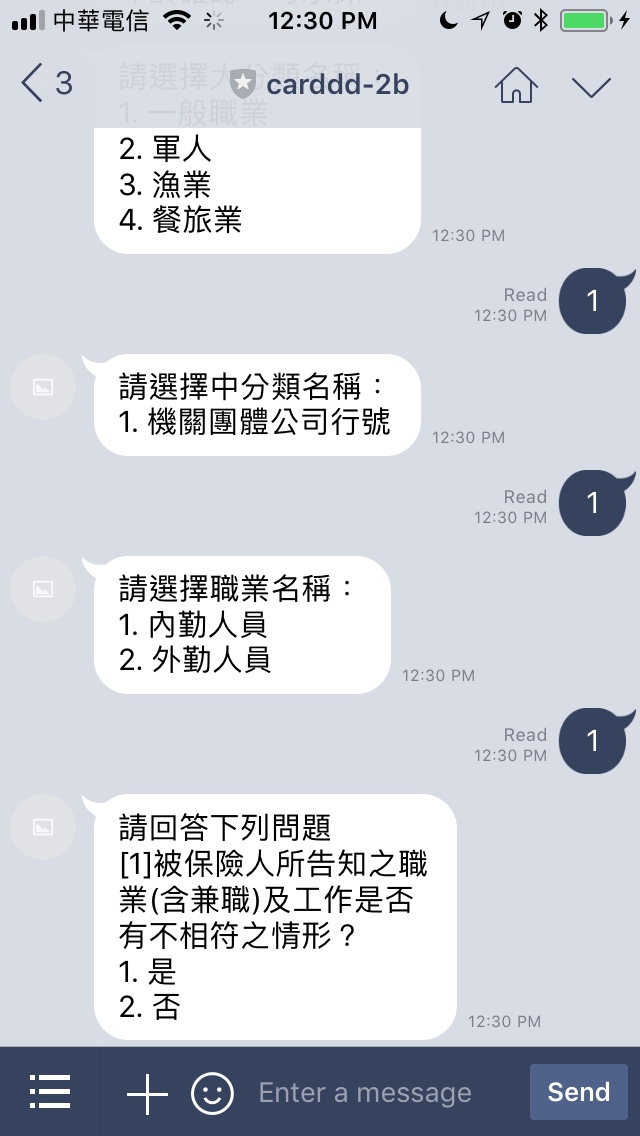 中華電信
12:30 PM
3
carddd-2b
請選擇大分類名稱：
1. 一般職業
2. 軍人
3. 漁業
4. 餐旅業
12:30 PM
Read
12:30 PM
1
請選擇中分類名稱：
1. 機關團體公司行號
12:30 PM
Read
12:30 PM
1
請選擇職業名稱：
1. 內勤人員
2. 外勤人員
12:30 PM
Read
12:30 PM
1
請回答下列問題
[1]被保險人所告知之職
業(含兼職)及工作是否
有不相符之情形？
1. 是
2. 否
12:30 PM
Enter a message
Send